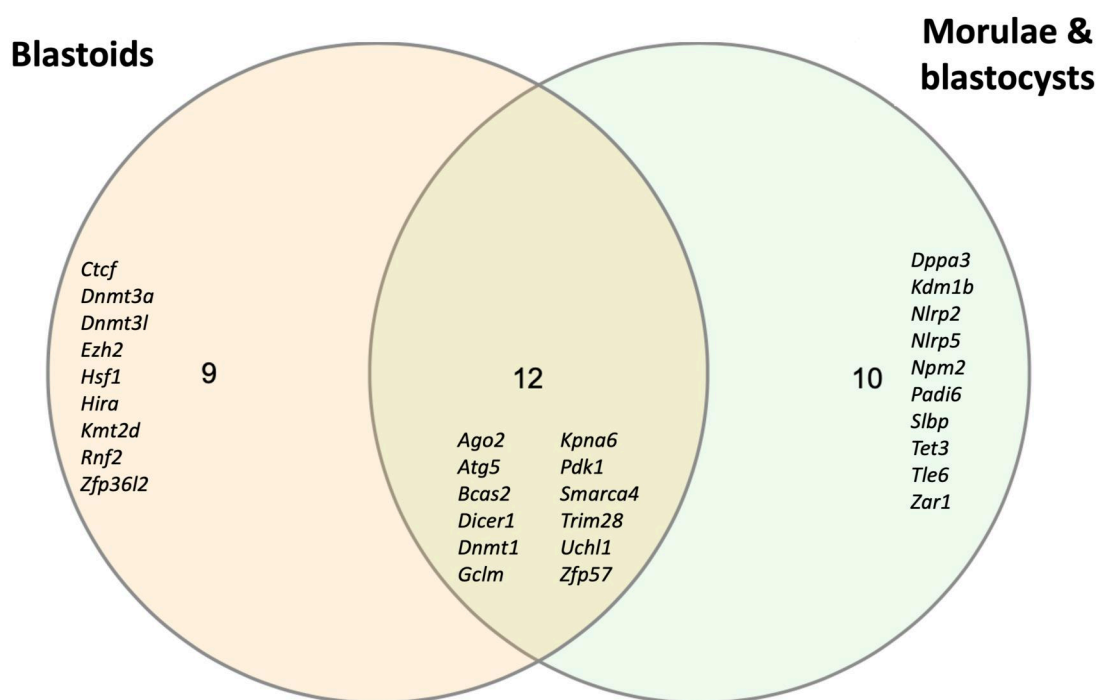 Blastoids
Morulae &
blastocysts
Ctcf
Dnmt3a
Dnmt3l
Ezh2
Hsf1
Hira
Kmt2d
Rnf2
Zfp36l2
9
12
Ago2
Atg5
Bcas2
Dicer1
Dnmt1
Gclm
Kpna6
Pdk1
Smarca4
Trim28
Uchl1
Zfp57
10
Dppa3
Kdm1b
Nlrp2
Nlrp5
Npm2
Padi6
Slbp
Tet3
Tle6
Zar1